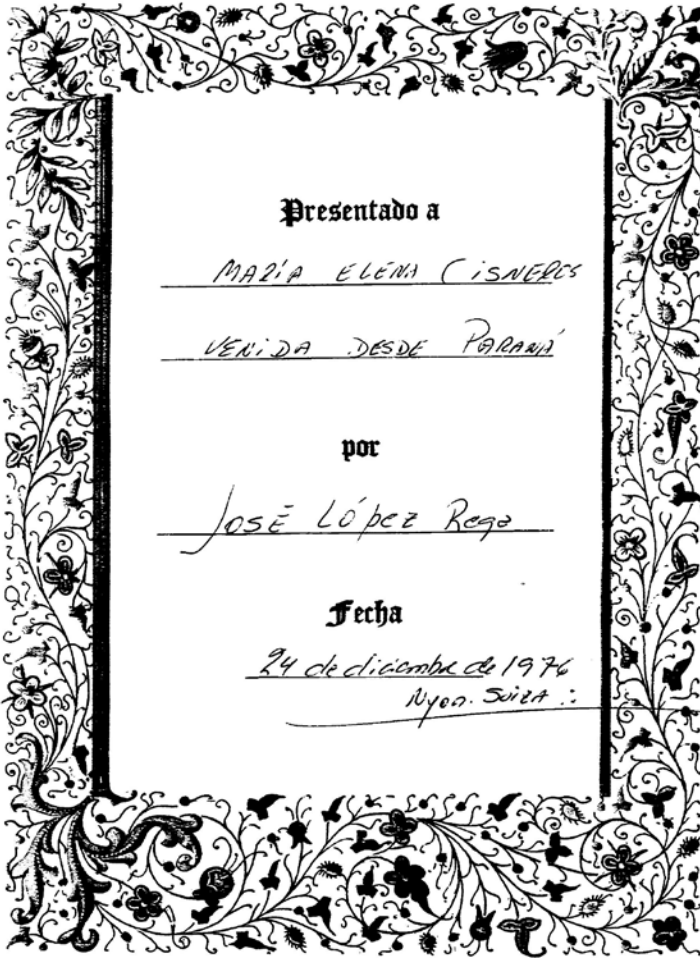 Presentado a
MARÍA ELENA CISNEROS
VENIDA DESDE PARANÁ
por
José López Rega
Fecha
24 de diciembre de 1976
Nyon. SUIZA